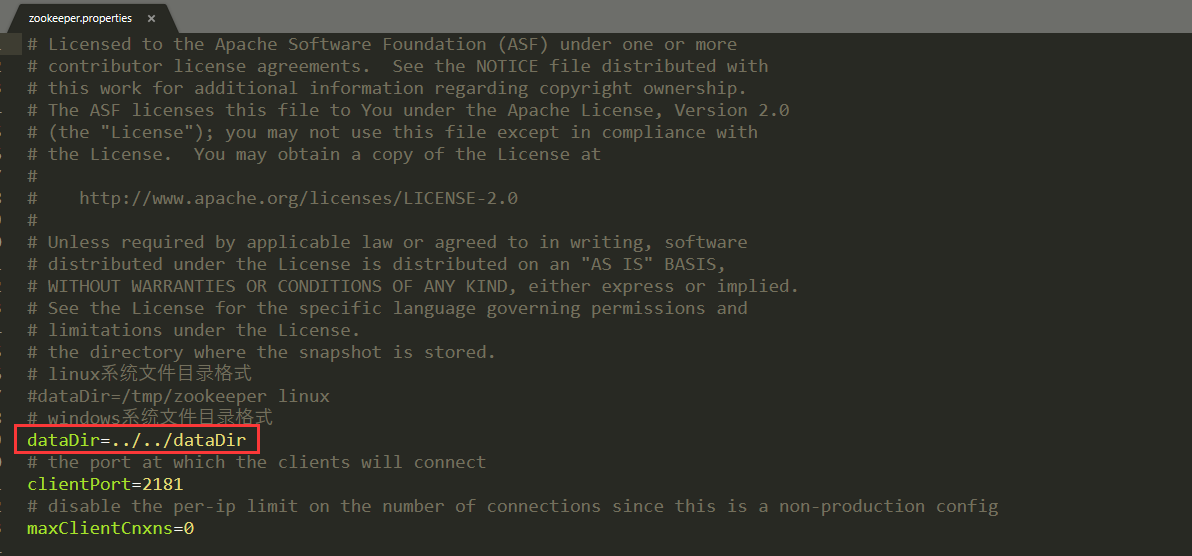 zookeeper.properties ×
# Licensed to the Apache Software Foundation (ASF) under one or more
# contributor license agreements.  See the NOTICE file distributed with
# this work for additional information regarding copyright ownership.
# The ASF licenses this file to You under the Apache License, Version 2.0
# (the "License"); you may not use this file except in compliance with
# the License.  You may obtain a copy of the License at
#
#    http://www.apache.org/licenses/LICENSE-2.0
#
# Unless required by applicable law or agreed to in writing, software
# distributed under the License is distributed on an "AS IS" BASIS,
# WITHOUT WARRANTIES OR CONDITIONS OF ANY KIND, either express or implied.
# See the License for the specific language governing permissions and
# limitations under the License.
# the directory where the snapshot is stored.
# linux系统文件目录格式
#dataDir=/tmp/zookeeper linux
# windows系统文件目录格式
dataDir=../../dataDir
# the port at which the clients will connect
clientPort=2181
# disable the per-ip limit on the number of connections since this is a non-production config
maxClientCnxns=0